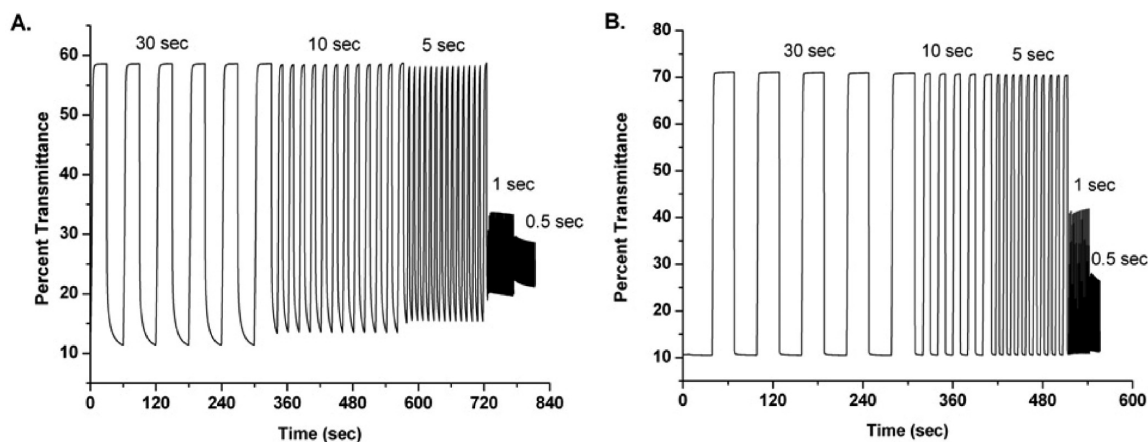 A.
30 sec
10 sec
5 sec
1 sec
0.5 sec
60
50
40
30
20
10
Percent Transmittance
0 120 240 360 480 600 720 840
Time (sec)
B.
30 sec
10 sec
5 sec
1 sec
0.5 sec
80
70
60
50
40
30
20
10
0
Percent Transmittance
0 120 240 360 480 600
Time (sec)